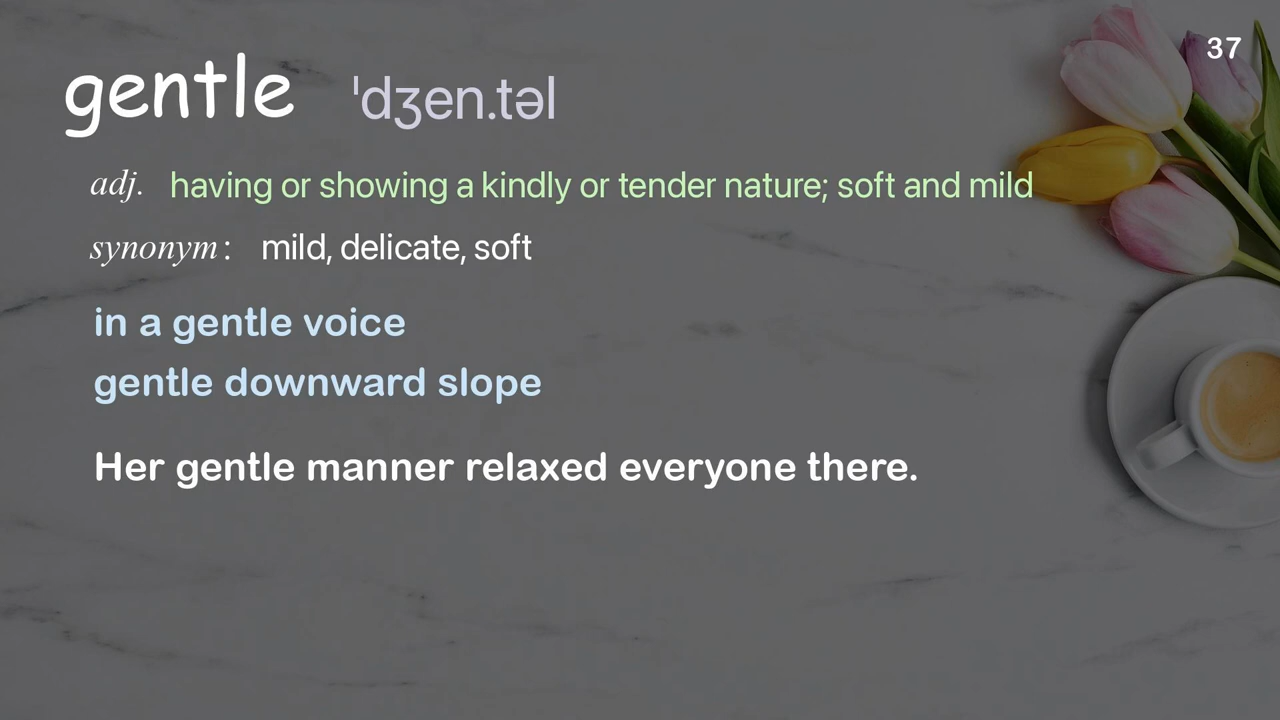 37
gentle ˈdʒen.təl
adj. having or showing a kindly or tender nature; soft and mild
synonym: mild, delicate, soft
in a gentle voice
gentle downward slope
Her gentle manner relaxed everyone there.